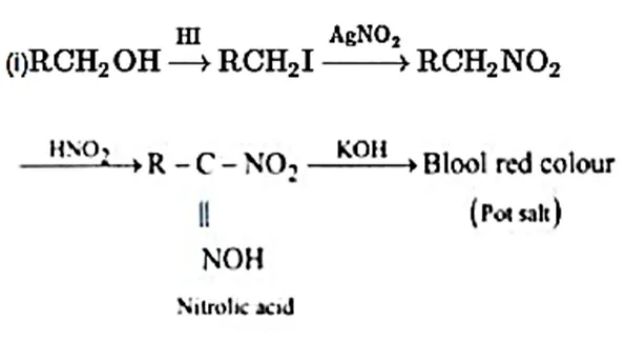 (i)RCH₂OH —HI→ RCH₂I —AgNO₂→ RCH₂NO₂
—HNO₂→ R – C – NO₂ —KOH→ Blool red colour
|| (Pot salt)
NOH
Nitrolic acid